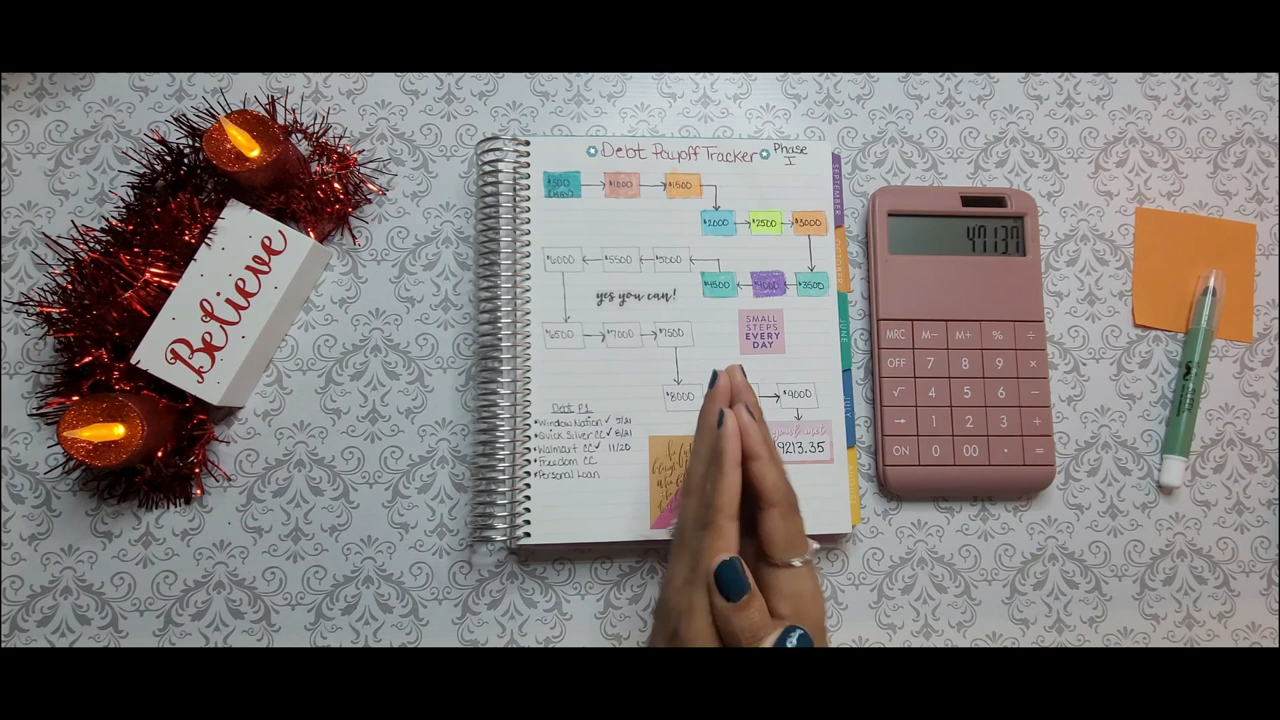 Debt Payoff Tracker Phase I
$500
$1000
$1500
$2000
$2500
$3000
$6000
$5500
$5000
$4500
$4000
$3500
yes you can!
$6500
$7000
$7500
SMALL
STEPS
EVERY
DAY
$8000
$9000
9213.35
Debt P1
*Window Nation ✓
*Quick Silver CC ✓ 8/21
*Walmart CC ✓ 11/20
*Freedom CC
*Personal Loan
Believe
SEPTEMBER
OCTOBER
JUNE
JULY
MRC M− M+ % ÷
OFF 7 8 9 ×
√ 4 5 6 −
→ 1 2 3 +
ON 0 00 · =